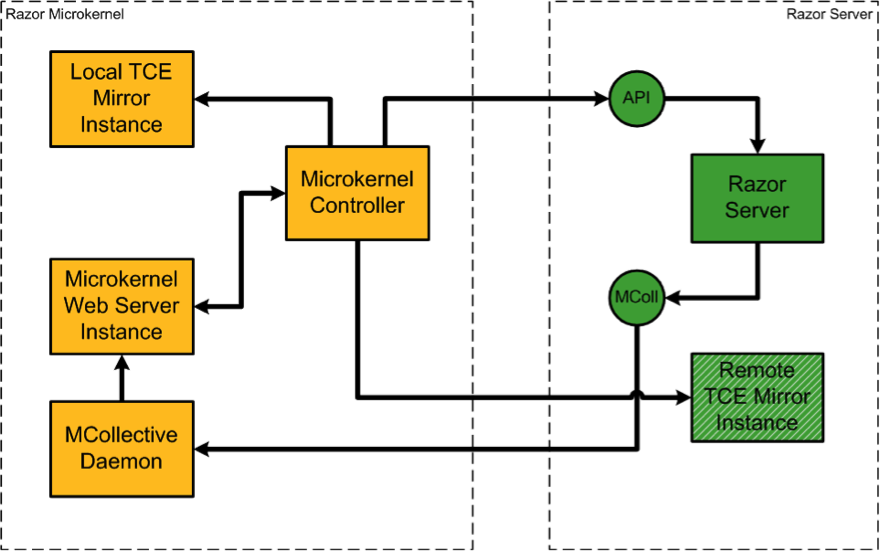 Razor Microkernel
Razor Server
Local TCE
Mirror
Instance
API
Microkernel
Controller
Razor
Server
Microkernel
Web Server
Instance
MColl
Remote
TCE Mirror
Instance
MCollective
Daemon